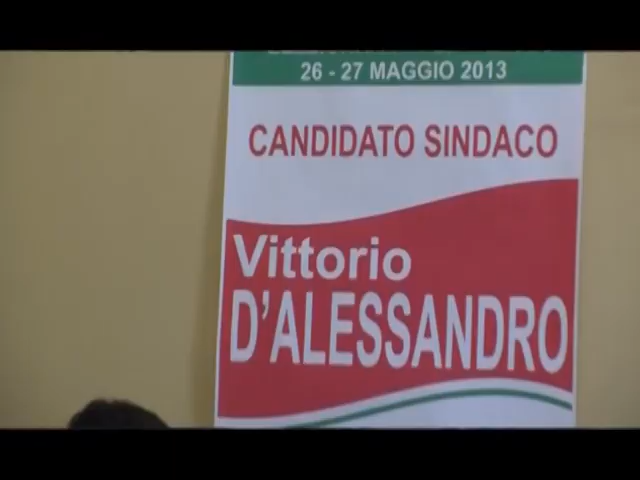 26 - 27 MAGGIO 2013
CANDIDATO SINDACO
Vittorio
D'ALESSANDRO